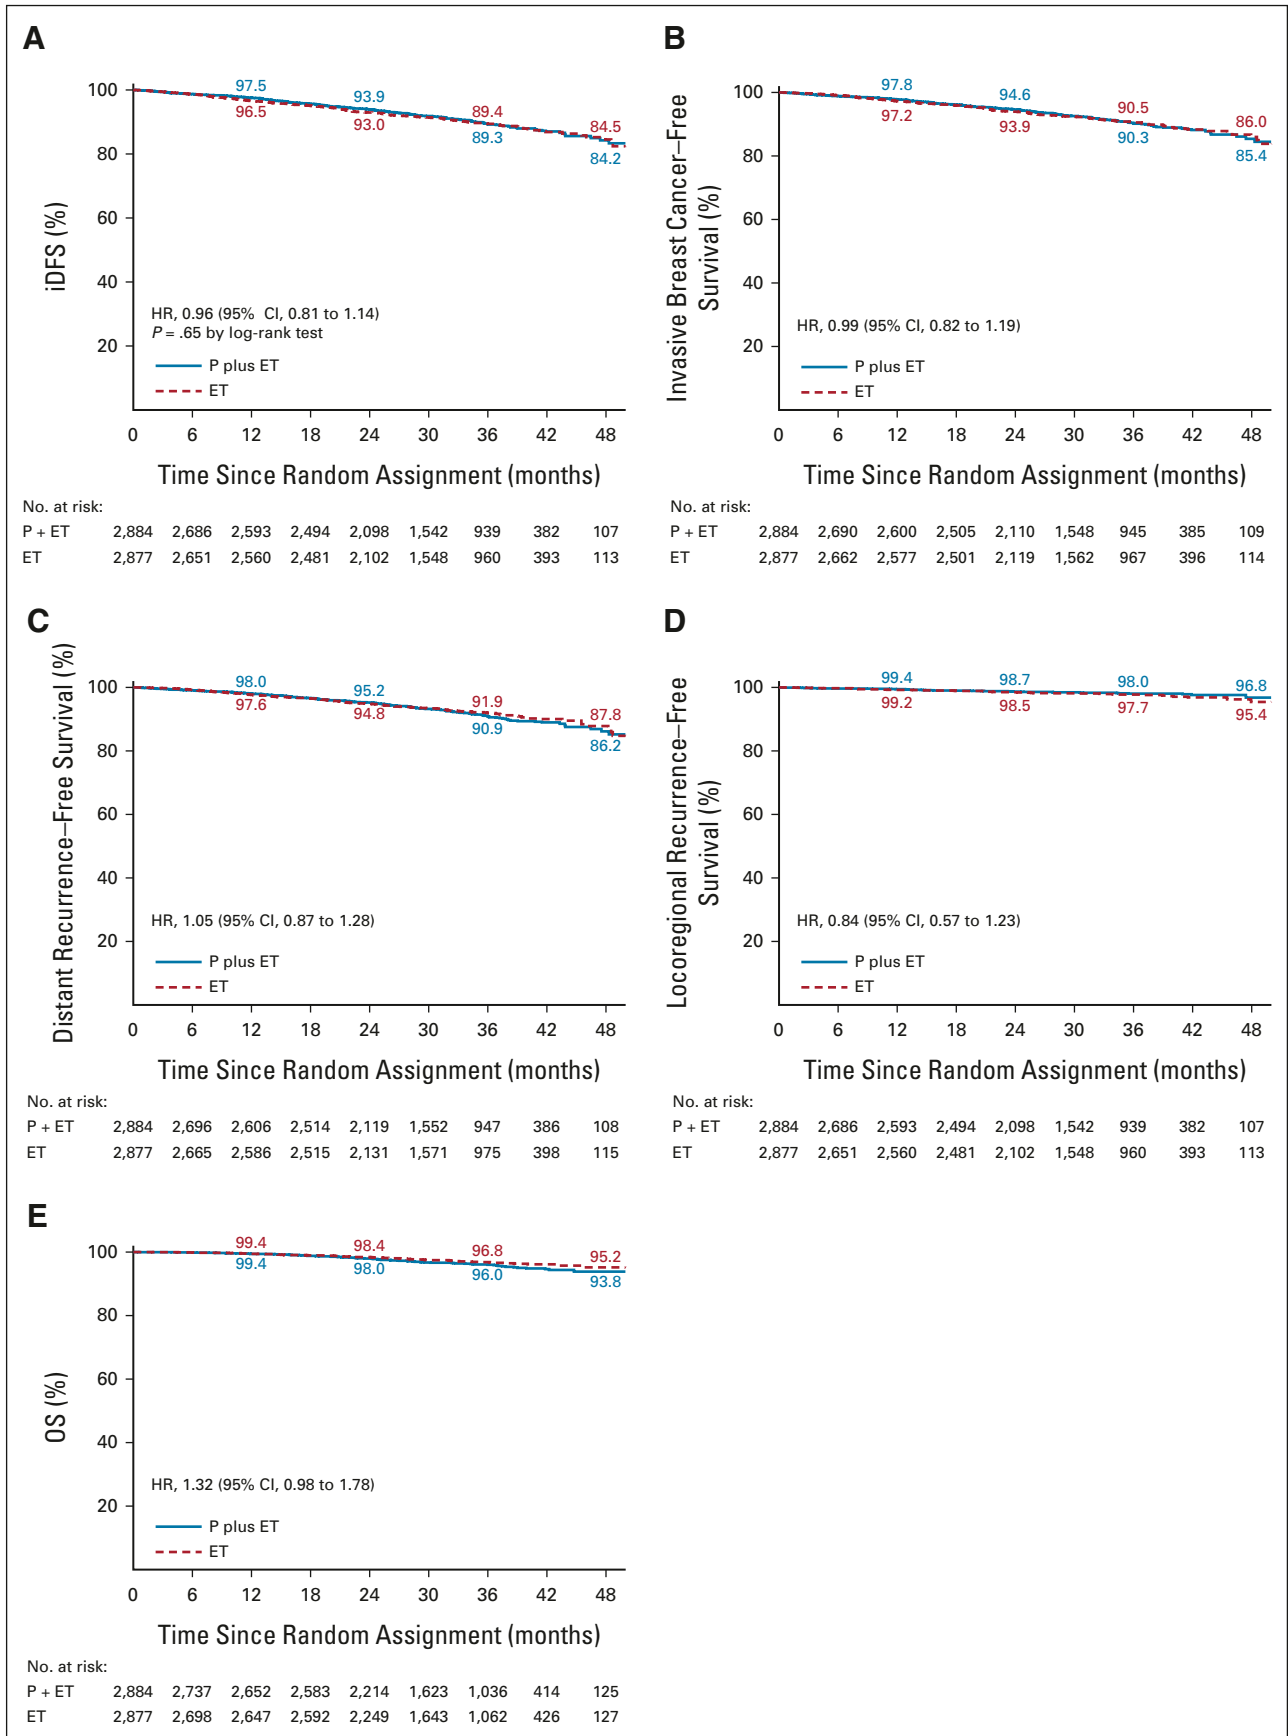 A
iDFS (%)
100
80
60
40
20
97.5
96.5
93.9
93.0
89.4
89.3
84.5
84.2
HR, 0.96 (95% CI, 0.81 to 1.14)
P = .65 by log-rank test
P plus ET
ET
0 6 12 18 24 30 36 42 48
Time Since Random Assignment (months)
No. at risk:
P + ET 2,884 2,686 2,593 2,494 2,098 1,542 939 382 107
ET 2,877 2,651 2,560 2,481 2,102 1,548 960 393 113
B
Invasive Breast Cancer–Free
Survival (%)
100
80
60
40
20
97.8
97.2
94.6
93.9
90.5
90.3
86.0
85.4
HR, 0.99 (95% CI, 0.82 to 1.19)
P plus ET
ET
0 6 12 18 24 30 36 42 48
Time Since Random Assignment (months)
No. at risk:
P + ET 2,884 2,690 2,600 2,505 2,110 1,548 945 385 109
ET 2,877 2,662 2,577 2,501 2,119 1,562 967 396 114
C
Distant Recurrence–Free Survival (%)
100
80
60
40
20
98.0
97.6
95.2
94.8
91.9
90.9
87.8
86.2
HR, 1.05 (95% CI, 0.87 to 1.28)
P plus ET
ET
0 6 12 18 24 30 36 42 48
Time Since Random Assignment (months)
No. at risk:
P + ET 2,884 2,696 2,606 2,514 2,119 1,552 947 386 108
ET 2,877 2,665 2,586 2,515 2,131 1,571 975 398 115
D
Locoregional Recurrence–Free
Survival (%)
100
80
60
40
20
99.4
99.2
98.7
98.5
98.0
97.7
96.8
95.4
HR, 0.84 (95% CI, 0.57 to 1.23)
P plus ET
ET
0 6 12 18 24 30 36 42 48
Time Since Random Assignment (months)
No. at risk:
P + ET 2,884 2,686 2,593 2,494 2,098 1,542 939 382 107
ET 2,877 2,651 2,560 2,481 2,102 1,548 960 393 113
E
OS (%)
100
80
60
40
20
99.4
99.4
98.4
98.0
96.8
96.0
95.2
93.8
HR, 1.32 (95% CI, 0.98 to 1.78)
P plus ET
ET
0 6 12 18 24 30 36 42 48
Time Since Random Assignment (months)
No. at risk:
P + ET 2,884 2,737 2,652 2,583 2,214 1,623 1,036 414 125
ET 2,877 2,698 2,647 2,592 2,249 1,643 1,062 426 127